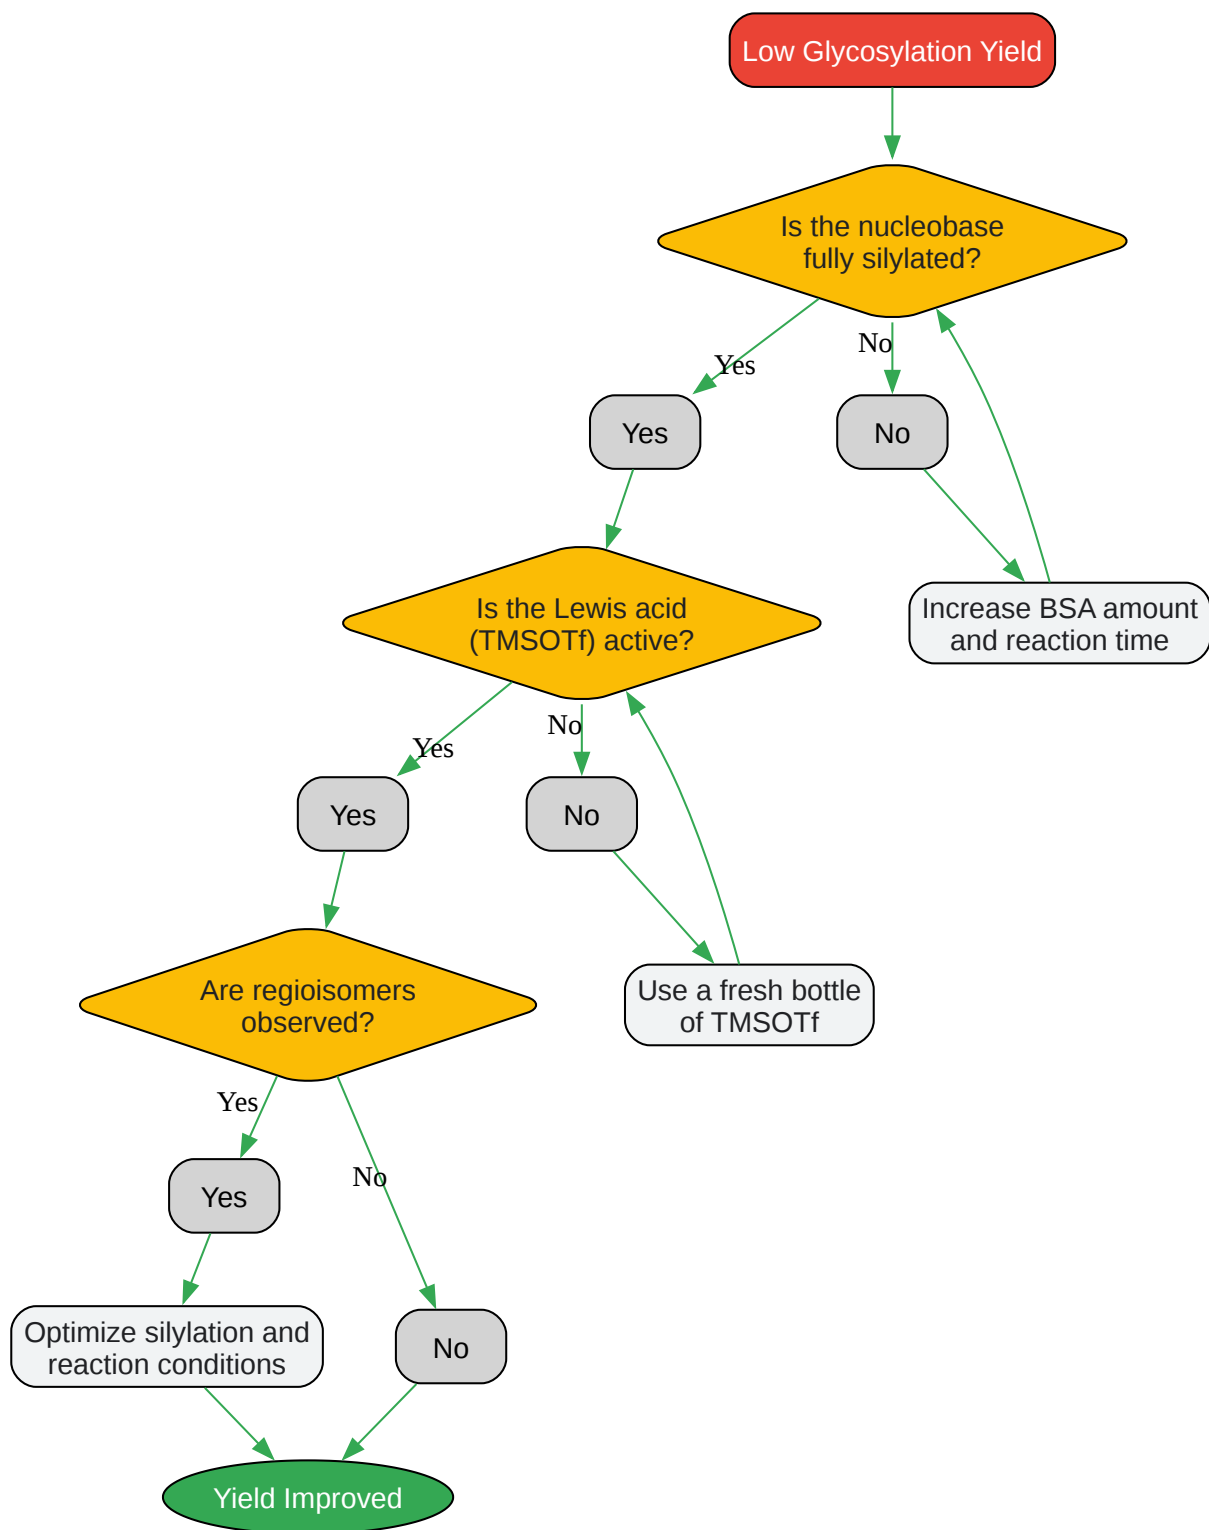 Low Glycosylation Yield
Is the nucleobase
fully silylated?
Yes
No
Yes
No
Increase BSA amount
and reaction time
Is the Lewis acid
(TMSOTf) active?
Yes
No
Yes
No
Use a fresh bottle
of TMSOTf
Are regioisomers
observed?
Yes
No
Yes
Optimize silylation and
reaction conditions
No
Yield Improved